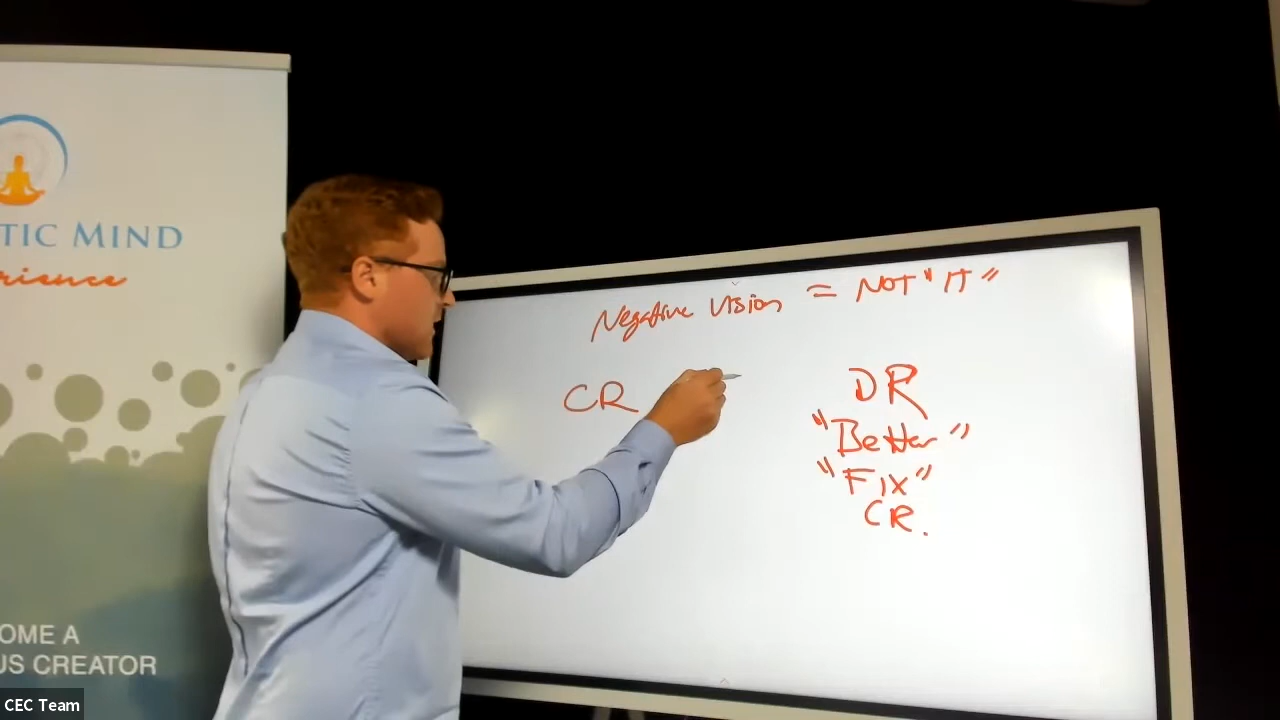 TIC MIND
rience
OME A
US CREATOR
CEC Team
Negative Vision = NOT "IT"
CR
DR
"Better"
"FIX"
CR.